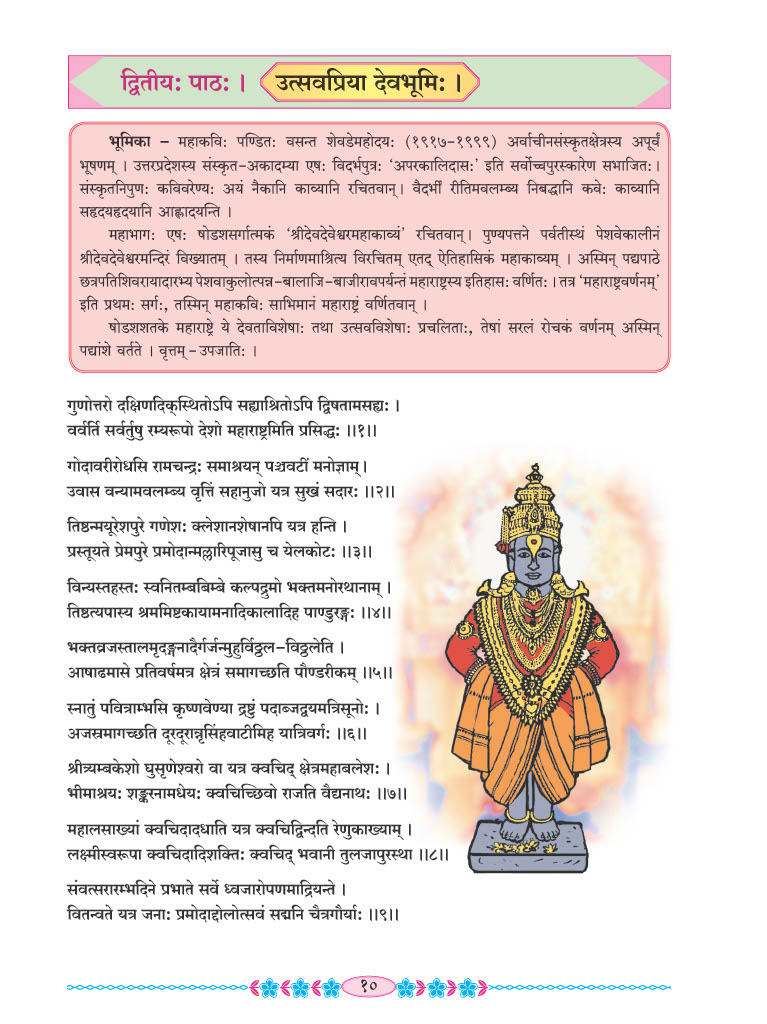 द्वितीयः पाठः ।
उत्सवप्रिया देवभूमिः ।
भूमिका – महाकविः पण्डितः वसन्त शेवडेमहोदयः (१९१७-१९९९) अर्वाचीनसंस्कृतक्षेत्रस्य अपूर्वं
भूषणम् । उत्तरप्रदेशस्य संस्कृत-अकादम्या एषः विदर्भपुत्रः ‘अपरकालिदासः’ इति सर्वोच्चपुरस्कारेण सभाजितः।
संस्कृतनिपुणः कविवरेण्यः अयं नैकानि काव्यानि रचितवान्। वैदर्भीं रीतिमवलम्ब्य निबद्धानि कवेः काव्यानि
सहृदयहृदयानि आह्लादयन्ति ।
महाभागः एषः षोडशसर्गात्मकं ‘श्रीदेवदेवेश्वरमहाकाव्यं’ रचितवान्। पुण्यपत्तने पर्वतीस्थं पेशवेकालीनं
श्रीदेवदेवेश्वरमन्दिरं विख्यातम् । तस्य निर्माणमाश्रित्य विरचितम् एतद् ऐतिहासिकं महाकाव्यम् । अस्मिन् पद्यपाठे
छत्रपतिशिवरायादारभ्य पेशवाकुलोत्पन्न-बालाजि-बाजीरावपर्यन्तं महाराष्ट्रस्य इतिहासः वर्णितः। तत्र ‘महाराष्ट्रवर्णनम्’
इति प्रथमः सर्गः, तस्मिन् महाकविः साभिमानं महाराष्ट्रं वर्णितवान् ।
षोडशशतके महाराष्ट्रे ये देवताविशेषाः तथा उत्सवविशेषाः प्रचलिताः, तेषां सरलं रोचकं वर्णनम् अस्मिन्
पद्यांशे वर्तते । वृत्तम् - उपजातिः ।
गुणोत्तरो दक्षिणदिक्स्थितोऽपि सह्याश्रितोऽपि द्विषतामसह्यः ।
वर्वर्ति सर्वर्तुषु रम्यरूपो देशो महाराष्ट्रमिति प्रसिद्धः ॥१॥
गोदावरीरोधसि रामचन्द्रः समाश्रयन् पञ्चवटीं मनोज्ञाम्।
उवास वन्यामवलम्ब्य वृत्तिं सहानुजो यत्र सुखं सदारः ॥२॥
तिष्ठन्मयूरेशपुरे गणेशः क्लेशानशेषानपि यत्र हन्ति ।
प्रस्तूयते प्रेमपुरे प्रमोदान्मल्लारिपूजासु च येलकोटः ॥३॥
विन्यस्तहस्तः स्वनितम्बबिम्बे कल्पद्रुमो भक्तमनोरथानाम् ।
तिष्ठत्यपास्य श्रममिष्टकायामनादिकालादिह पाण्डुरङ्गः ॥४॥
भक्तव्रजस्तालमृदङ्गनादैर्गर्जन्मुहुर्विठ्ठल-विठ्ठलेति ।
आषाढमासे प्रतिवर्षमत्र क्षेत्रं समागच्छति पौण्डरीकम् ॥५॥
स्नातुं पवित्राम्भसि कृष्णवेण्या द्रष्टुं पदाब्जद्वयमत्रिसूनोः ।
अजस्रमागच्छति दूरदूरान्नृसिंहवाटीमिह यात्रिवर्गः ॥६॥
श्रीत्र्यम्बकेशो घुसृणेश्वरो वा यत्र क्वचिद् क्षेत्रमहाबलेशः ।
भीमाश्रयः शङ्करनामधेयः क्वचिच्छिवो राजति वैद्यनाथः ॥७॥
महालसाख्यां क्वचिदादधाति यत्र क्वचिद्विन्दति रेणुकाख्याम् ।
लक्ष्मीस्वरूपा क्वचिदादिशक्तिः क्वचिद् भवानी तुलजापुरस्था ॥८॥
संवत्सरारम्भदिने प्रभाते सर्वे ध्वजारोपणमाद्रियन्ते ।
वितन्वते यत्र जनाः प्रमोदाद्दोलोत्सवं सद्मनि चैत्रगौर्याः ॥९॥
१०